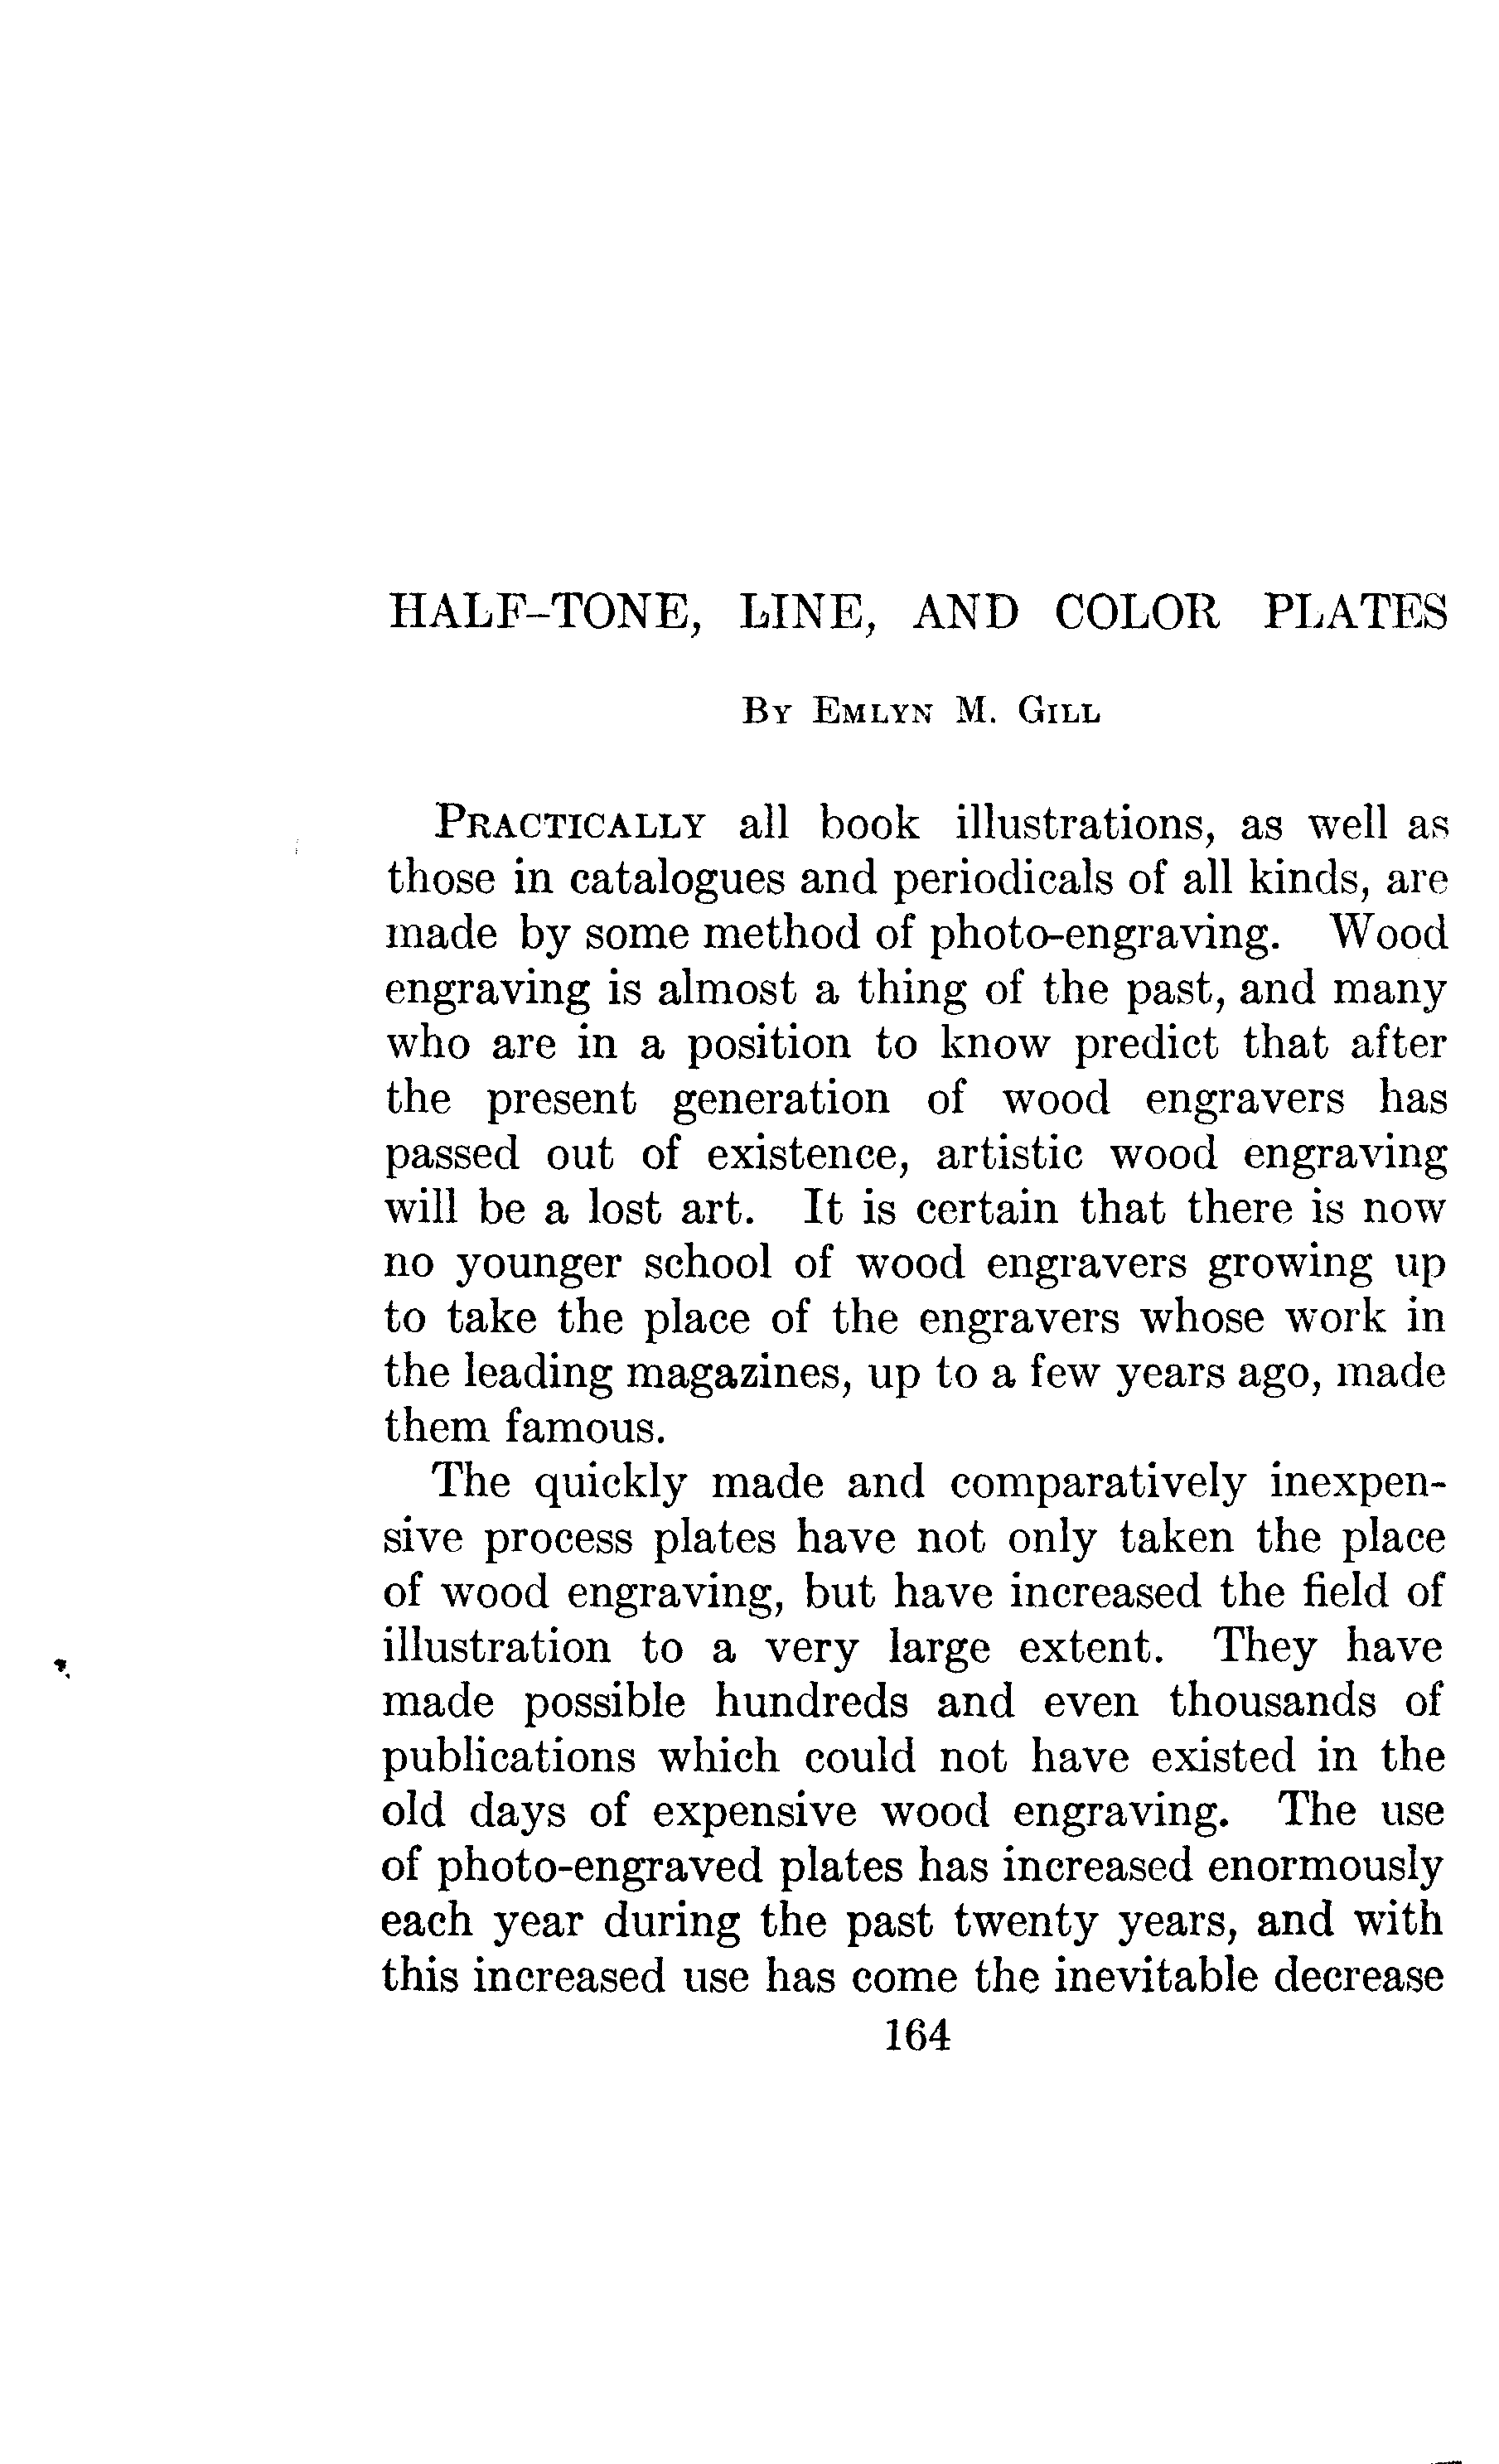 HALF-TONE, LINE, AND COLOR PLATES
BY EMLYN M. GILL
PRACTICALLY all book illustrations, as well as
those in catalogues and periodicals of all kinds, are
made by some method of photo-engraving. Wood
engraving is almost a thing of the past, and many
who are in a position to know predict that after
the present generation of wood engravers has
passed out of existence, artistic wood engraving
will be a lost art. It is certain that there is now
no younger school of wood engravers growing up
to take the place of the engravers whose work in
the leading magazines, up to a few years ago, made
them famous.
The quickly made and comparatively inexpen-
sive process plates have not only taken the place
of wood engraving, but have increased the field of
illustration to a very large extent. They have
made possible hundreds and even thousands of
publications which could not have existed in the
old days of expensive wood engraving. The use
of photo-engraved plates has increased enormously
each year during the past twenty years, and with
this increased use has come the inevitable decrease
164